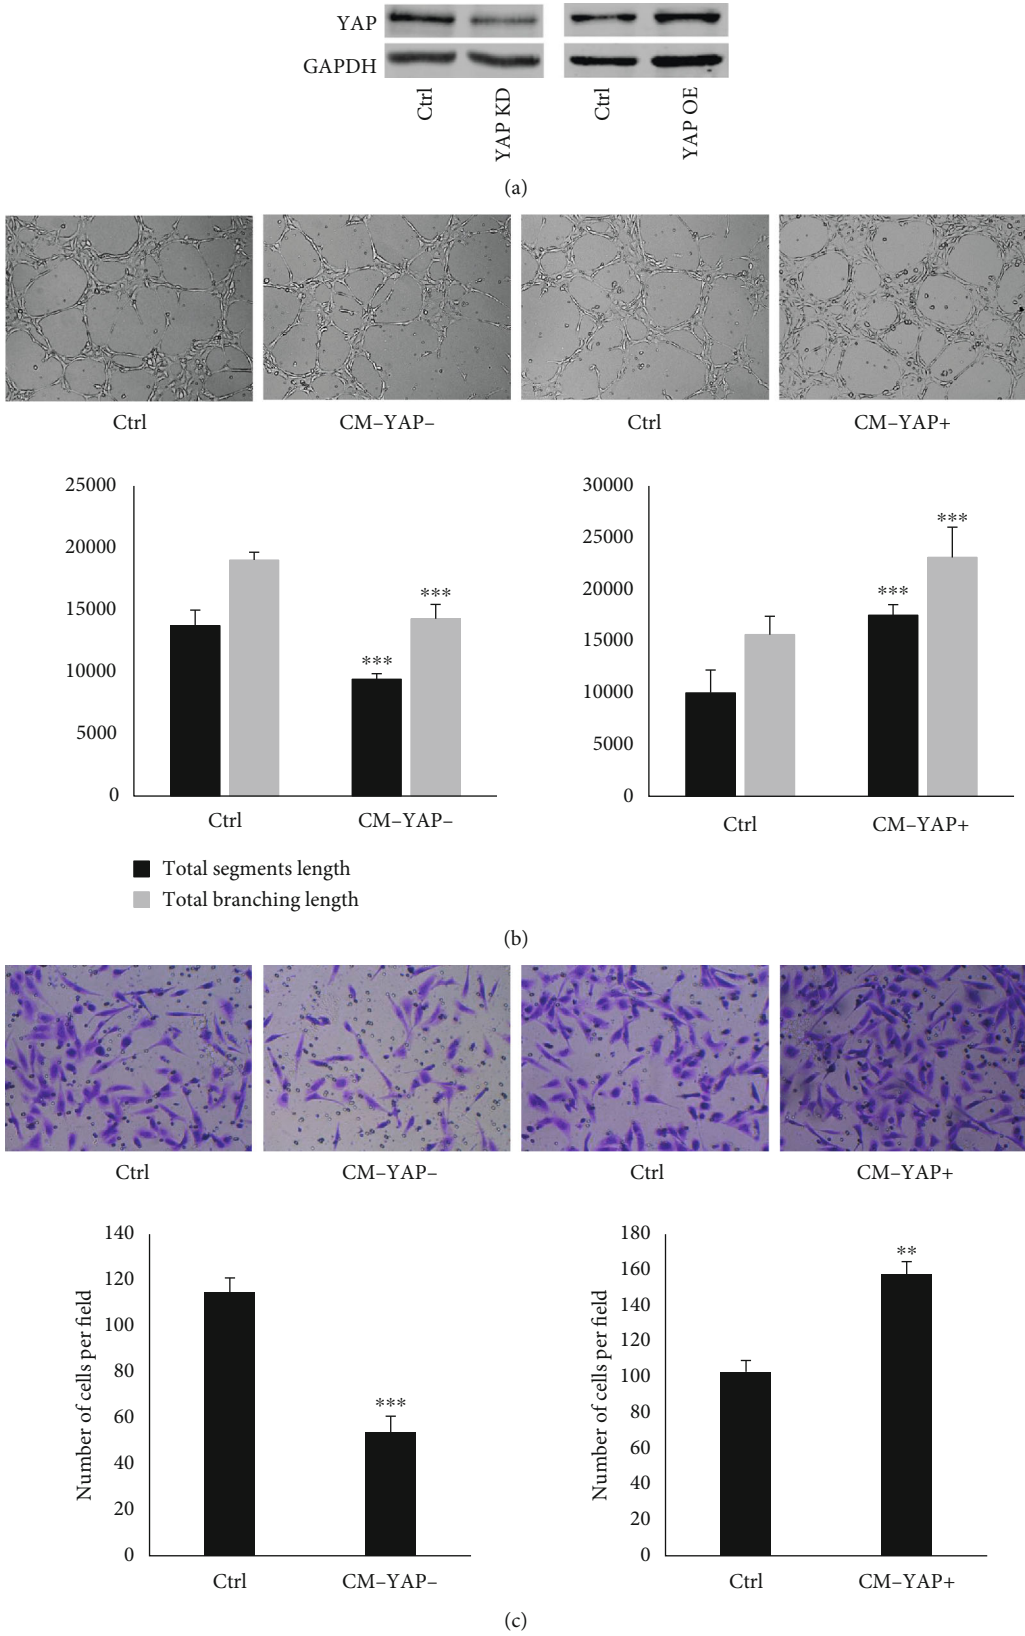 YAP
GAPDH
Ctrl
YAP KD
Ctrl
YAP OE
(a)
Ctrl
CM–YAP–
Ctrl
CM–YAP+
25000
20000
15000
10000
5000
0
***
***
Ctrl
CM–YAP–
30000
25000
20000
15000
10000
5000
0
***
***
Ctrl
CM–YAP+
Total segments length
Total branching length
(b)
Ctrl
CM–YAP–
Ctrl
CM–YAP+
Number of cells per field
140
120
100
80
60
40
20
0
***
Ctrl
CM–YAP–
Number of cells per field
180
160
140
120
100
80
60
40
20
0
**
Ctrl
CM–YAP+
(c)